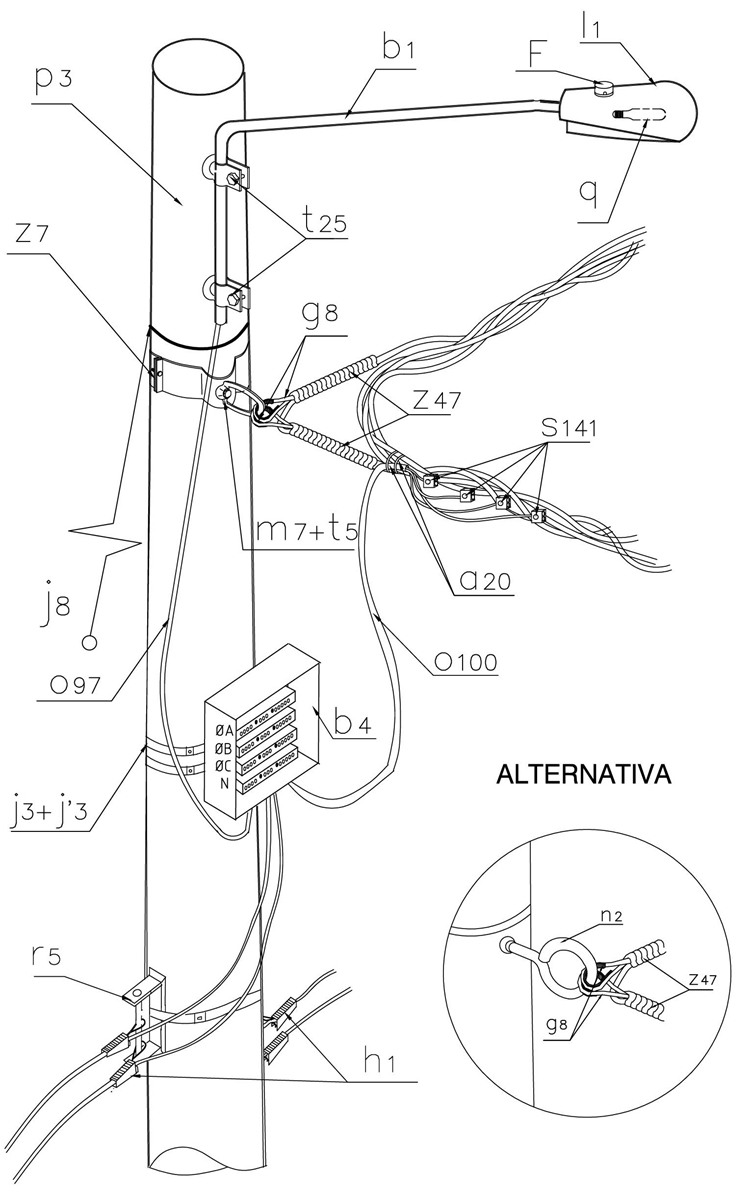 l1
b1
F
p3
q
t25
z7
g8
z47
s141
m7+t5
a20
j8
o97
o100
b4
ØA
ØB
ØC
N
ALTERNATIVA
j3+j'3
n2
r5
z47
g8
h1